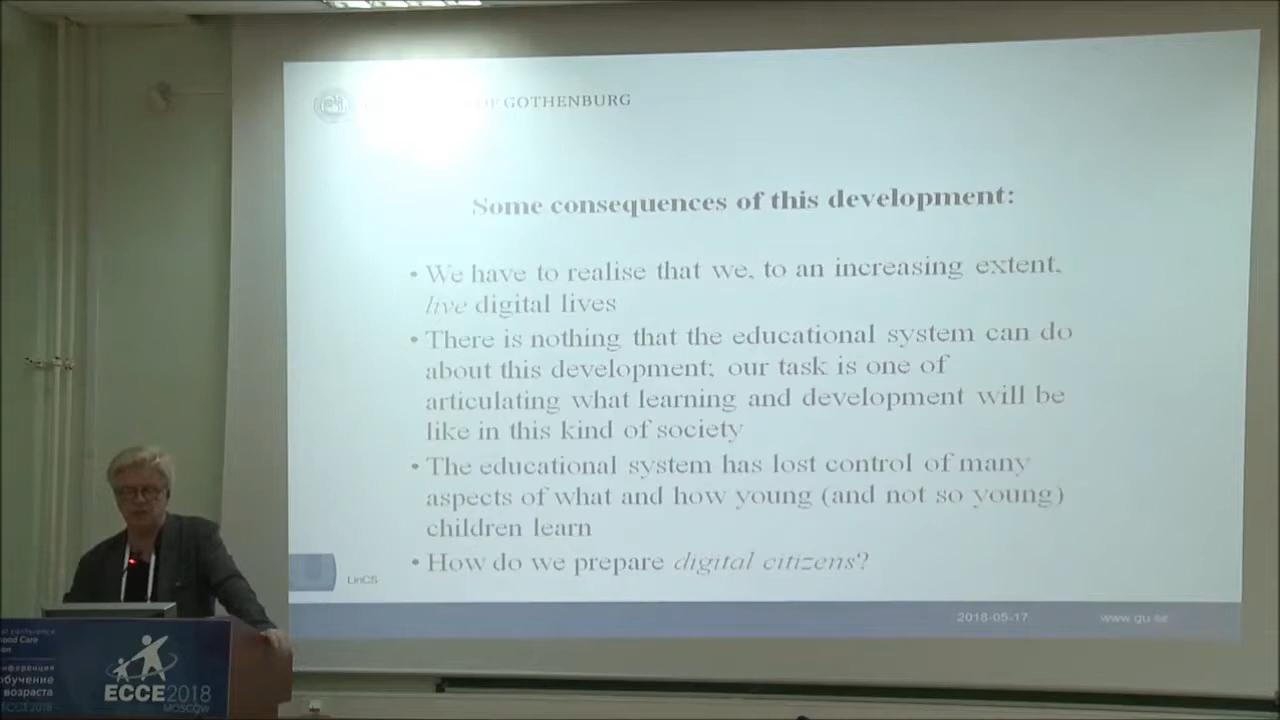 OF GOTHENBURG
Some consequences of this development:
• We have to realise that we, to an increasing extent,
live digital lives
• There is nothing that the educational system can do
about this development; our task is one of
articulating what learning and development will be
like in this kind of society
• The educational system has lost control of many
aspects of what and how young (and not so young)
children learn
• How do we prepare digital citizens?
LinCS
2018-05-17 www.gu.se
conference
Care
обучение
возраста
ECCE 2018
ECCE2018
MOSCOW